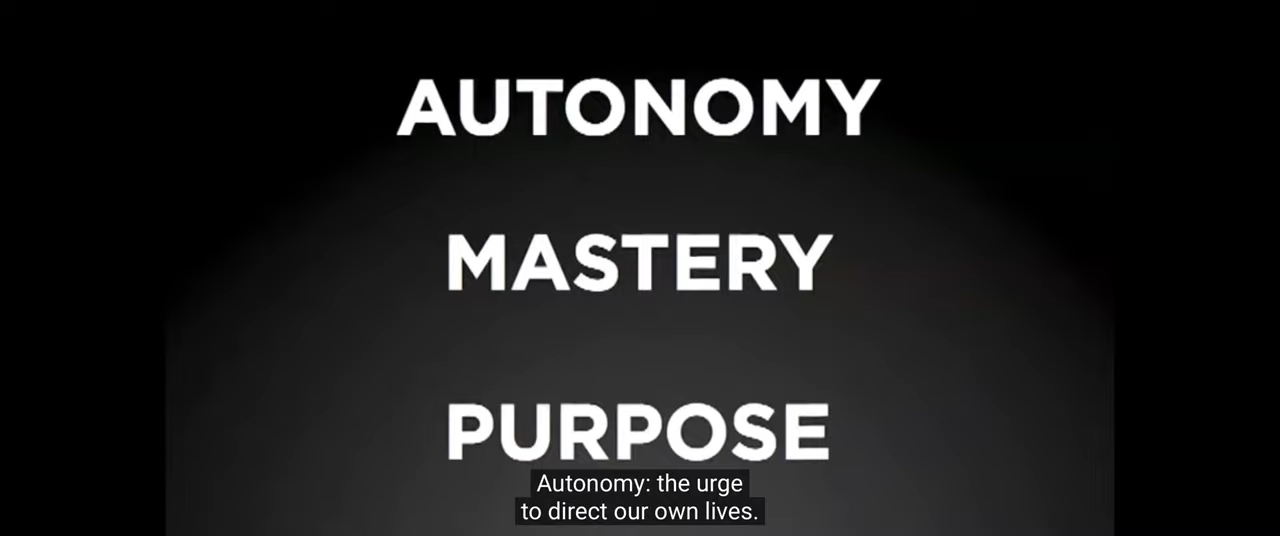 AUTONOMY
MASTERY
PURPOSE
Autonomy: the urge
to direct our own lives.